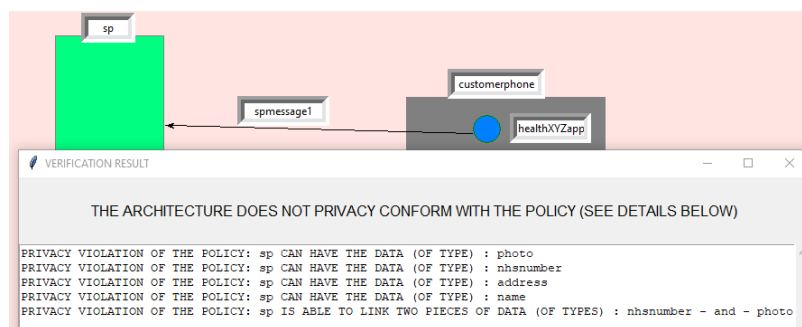 sp
customerphone
spmessage1
healthXYZapp
VERIFICATION RESULT
THE ARCHITECTURE DOES NOT PRIVACY CONFORM WITH THE POLICY (SEE DETAILS BELOW)
PRIVACY VIOLATION OF THE POLICY: sp CAN HAVE THE DATA (OF TYPE) : photo
PRIVACY VIOLATION OF THE POLICY: sp CAN HAVE THE DATA (OF TYPE) : nhsnumber
PRIVACY VIOLATION OF THE POLICY: sp CAN HAVE THE DATA (OF TYPE) : address
PRIVACY VIOLATION OF THE POLICY: sp CAN HAVE THE DATA (OF TYPE) : name
PRIVACY VIOLATION OF THE POLICY: sp IS ABLE TO LINK TWO PIECES OF DATA (OF TYPES) : nhsnumber - and - photo